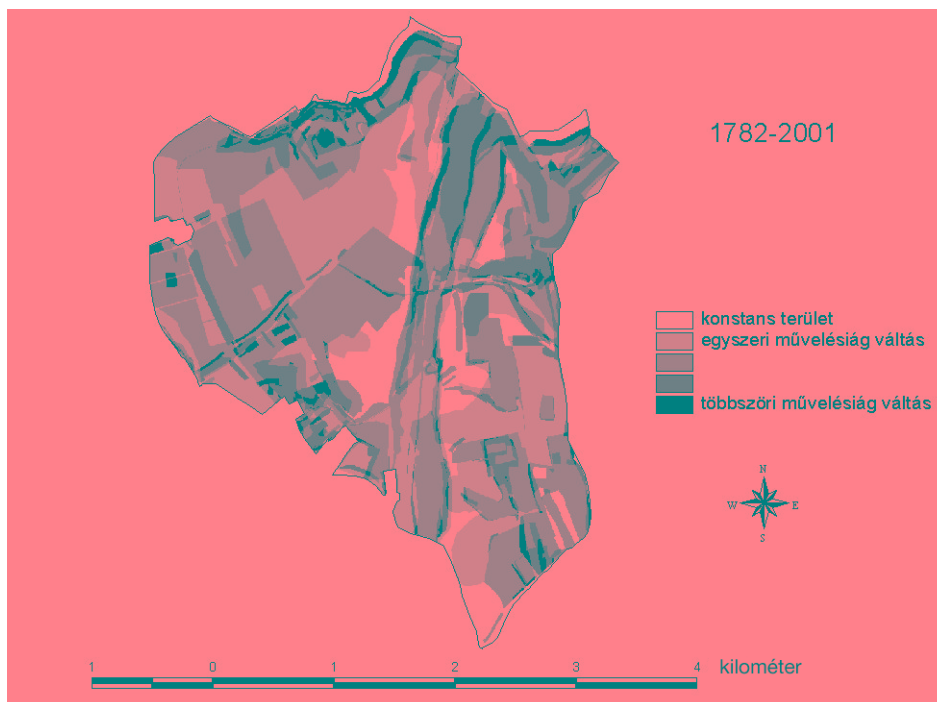 1782-2001
konstans terület
egyszeri művelésiág váltás
többszöri művelésiág váltás
N
W E
S
1 0 1 2 3 4 kilométer